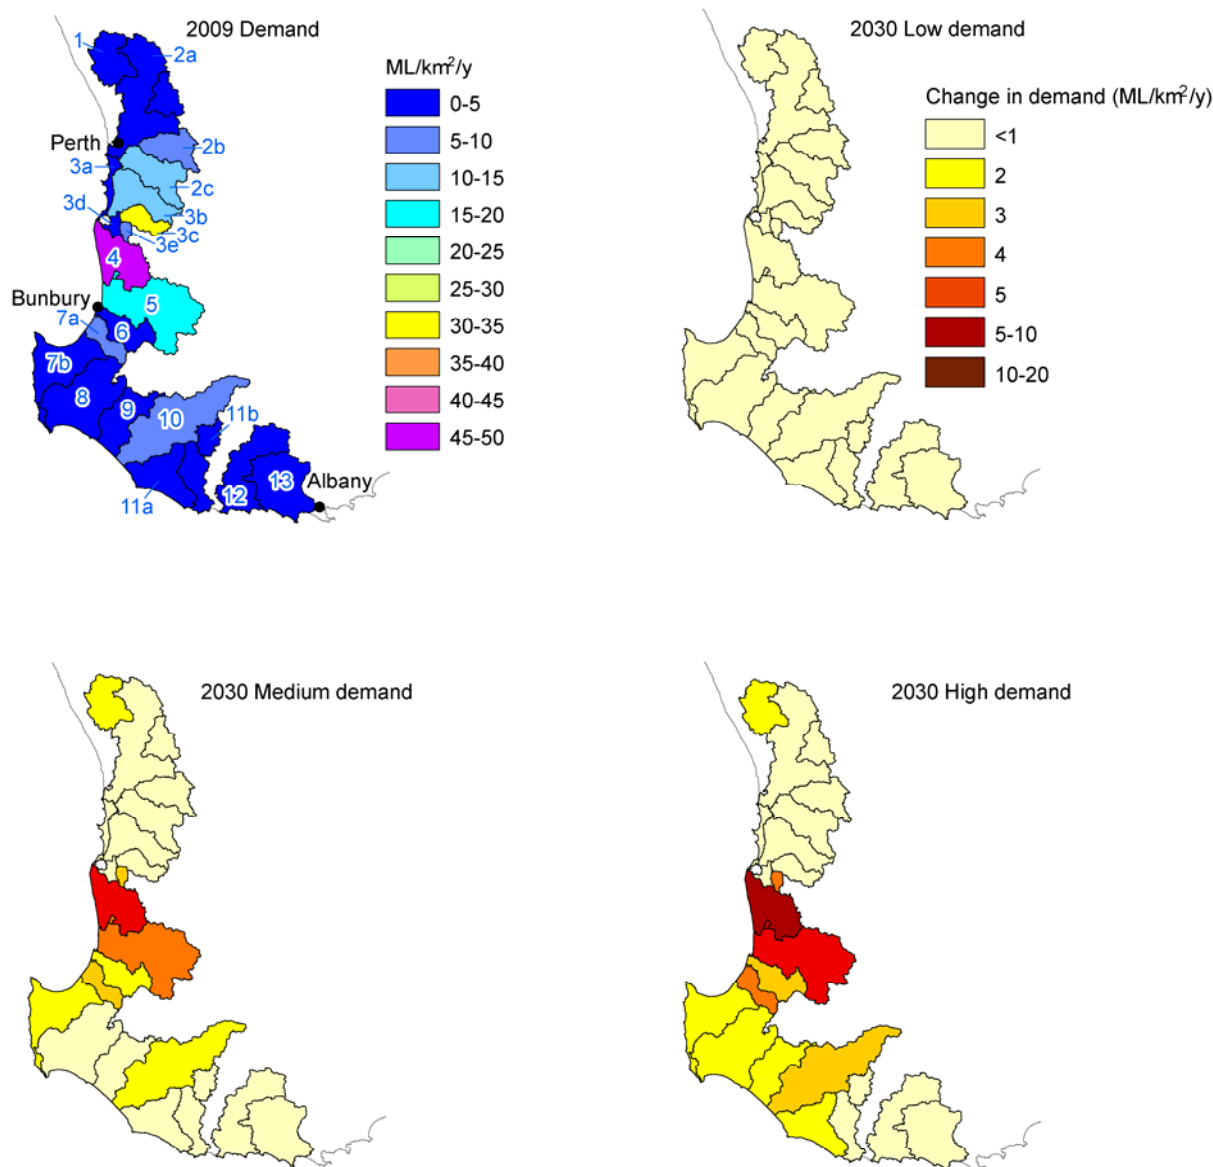 2009 Demand
1
2a
Perth
2b
3a
2c
3d
3b
3c
3e
4
Bunbury
5
7a
6
7b
8
9
10
11b
11a
12
13
Albany
ML/km²/y
0-5
5-10
10-15
15-20
20-25
25-30
30-35
35-40
40-45
45-50
2030 Low demand
Change in demand (ML/km²/y)
<1
2
3
4
5
5-10
10-20
2030 Medium demand
2030 High demand